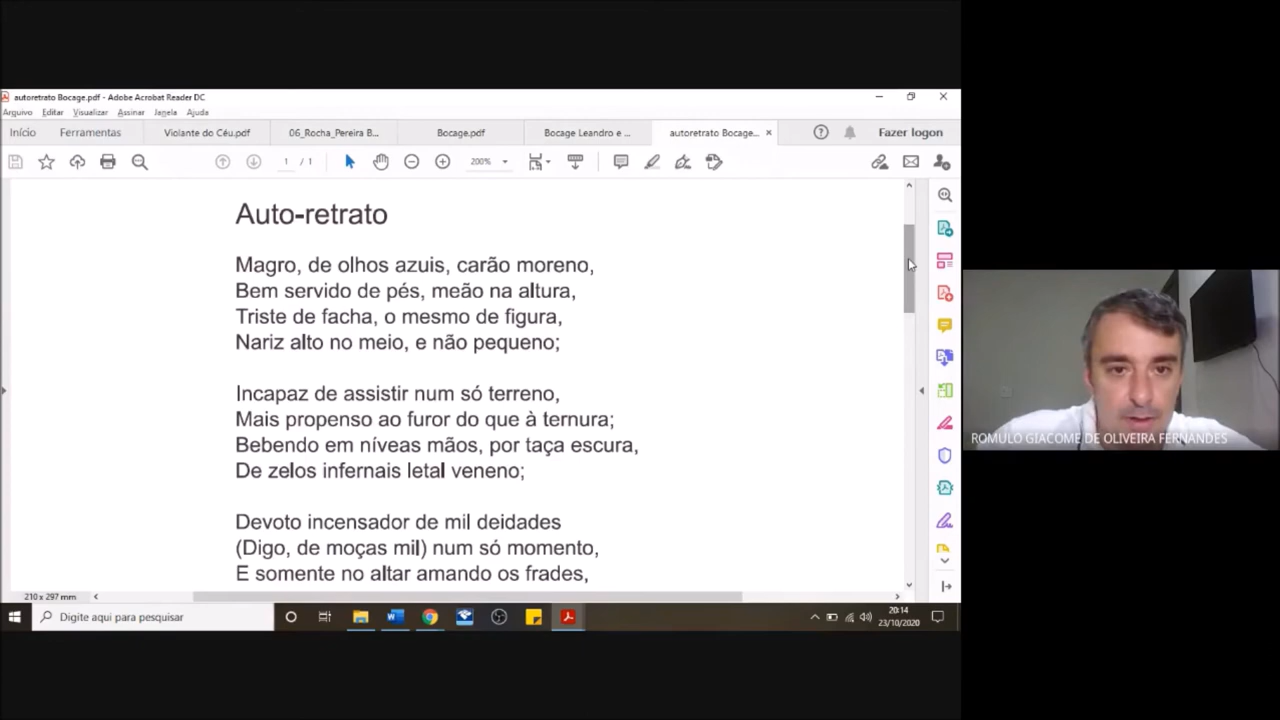 autoretrato Bocage.pdf - Adobe Acrobat Reader DC
Arquivo Editar Visualizar Assinar Janela Ajuda
Início Ferramentas Violante do Céu.pdf 06_Rocha_Pereira B... Bocage.pdf Bocage Leandro e ... autoretrato Bocage... Fazer logon
1 / 1 200%
Auto-retrato
Magro, de olhos azuis, carão moreno,
Bem servido de pés, meão na altura,
Triste de facha, o mesmo de figura,
Nariz alto no meio, e não pequeno;
Incapaz de assistir num só terreno,
Mais propenso ao furor do que à ternura;
Bebendo em níveas mãos, por taça escura,
De zelos infernais letal veneno;
Devoto incensador de mil deidades
(Digo, de moças mil) num só momento,
E somente no altar amando os frades,
210 x 297 mm
Digite aqui para pesquisar
20:14
23/10/2020
ROMULO GIACOME DE OLIVEIRA FERNANDES